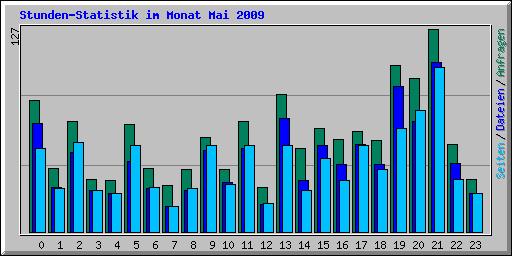 Stunden-Statistik im Monat Mai 2009
127
Seiten / Dateien / Anfragen
0 1 2 3 4 5 6 7 8 9 10 11 12 13 14 15 16 17 18 19 20 21 22 23